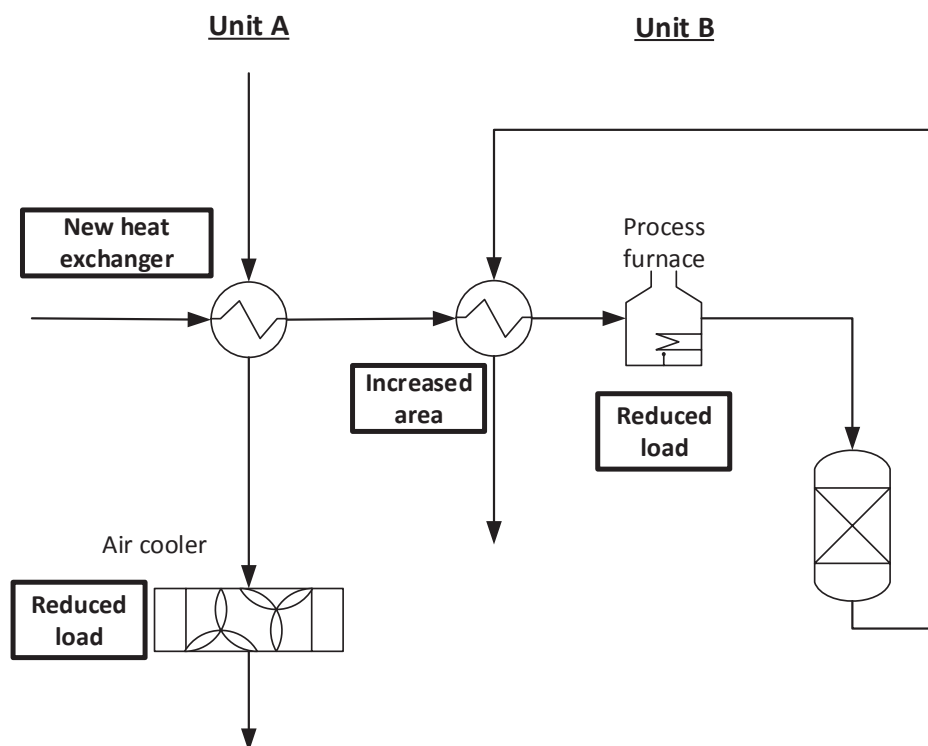 Unit A
Unit B
New heat
exchanger
Process
furnace
Increased
area
Reduced
load
Air cooler
Reduced
load